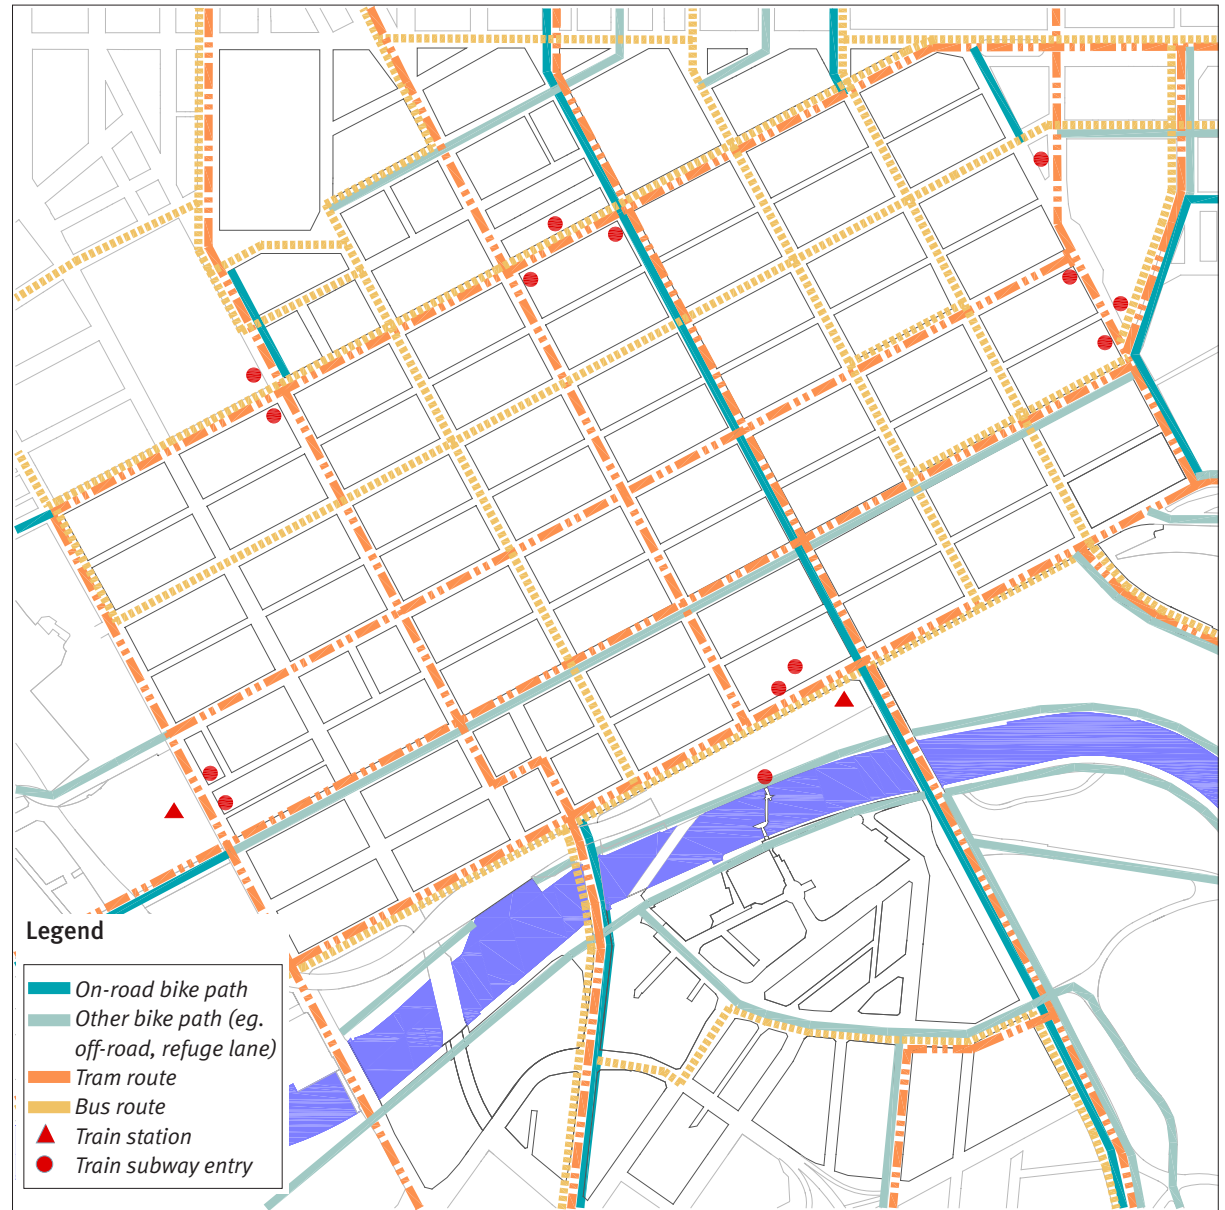 Legend
On-road bike path
Other bike path (eg.
off-road, refuge lane)
Tram route
Bus route
Train station
Train subway entry